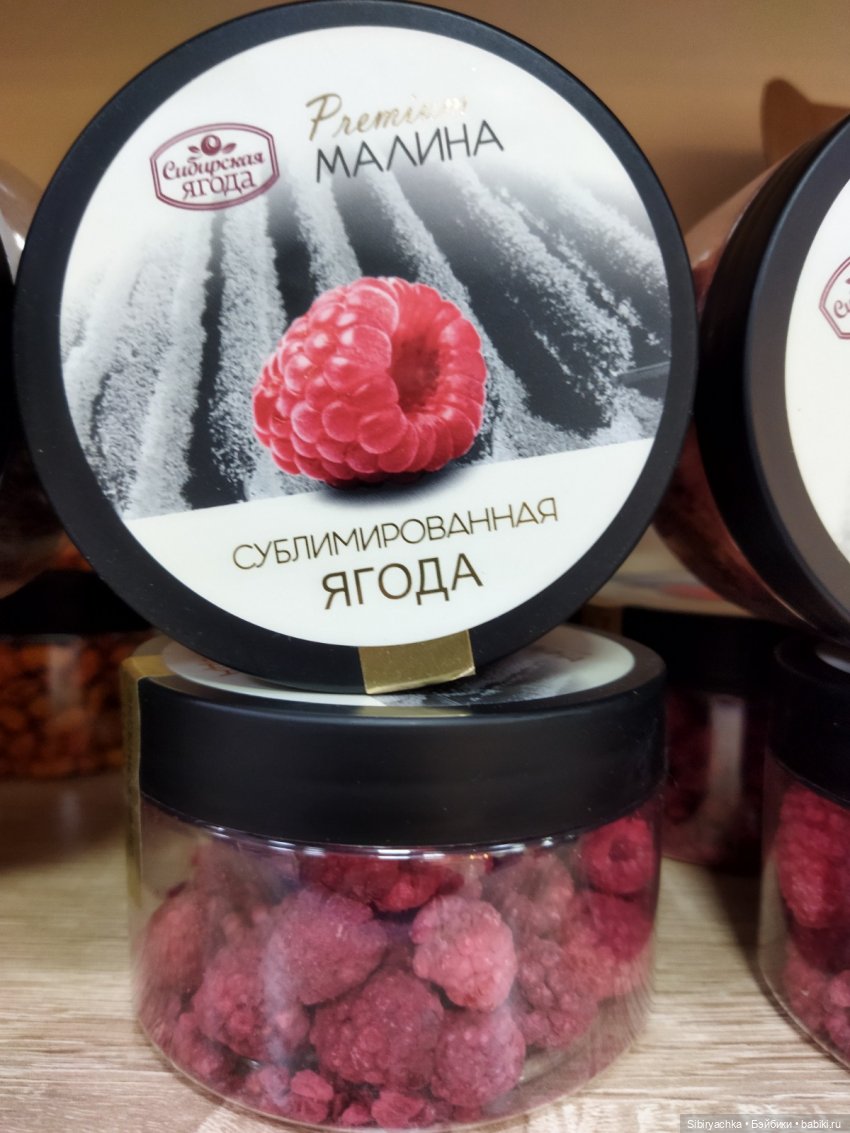 Premium
МАЛИНА
Сибирская
ЯГОДА
СУБЛИМИРОВАННАЯ
ЯГОДА
Sibiryachka • Бэйбики • babiki.ru